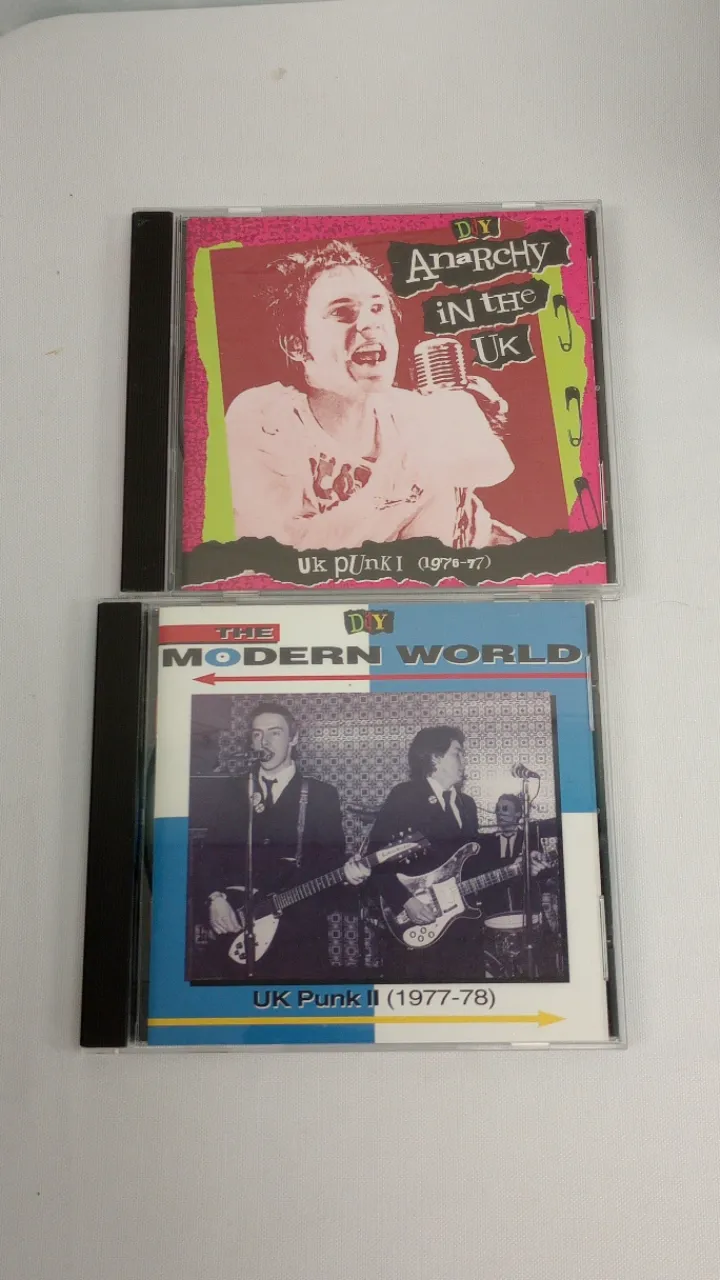 DIY
AnaRCHy
iN tHe
UK
UK pUnK I (1976-77)
DIY
THE
MODERN WORLD
UK Punk II (1977-78)